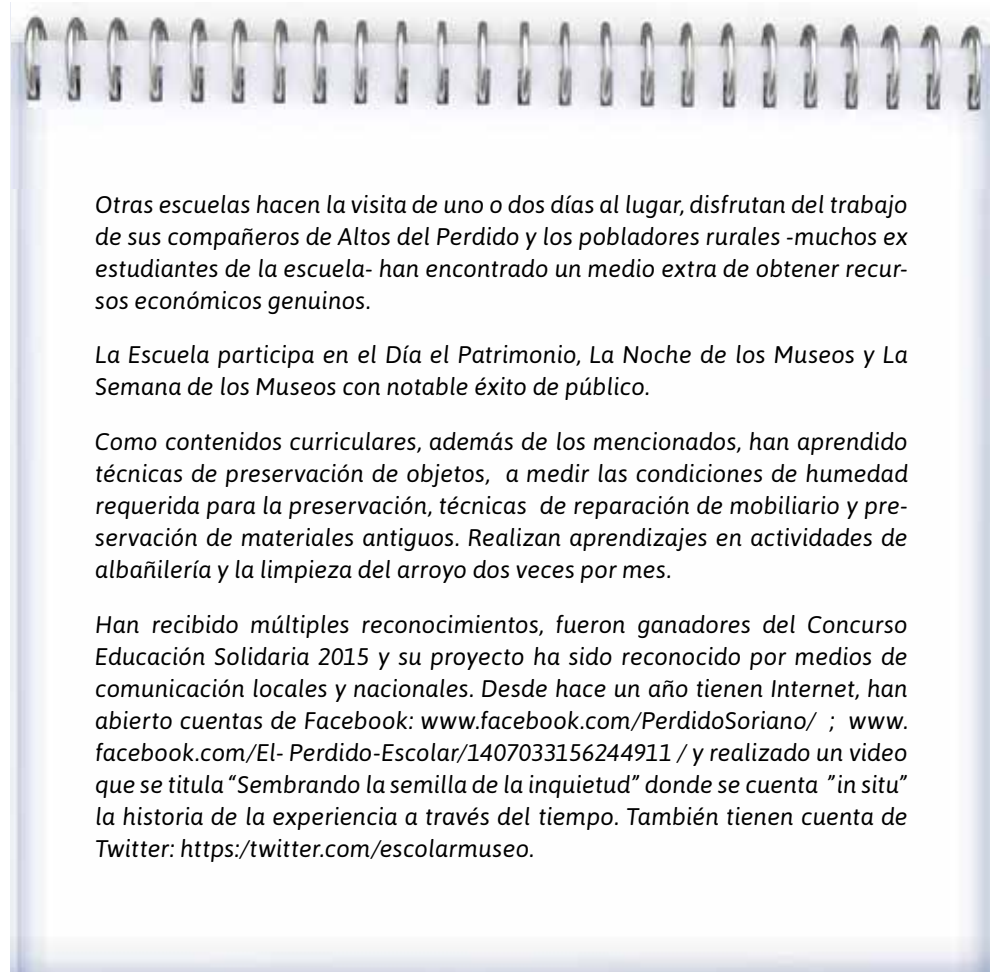 Otras escuelas hacen la visita de uno o dos días al lugar, disfrutan del trabajo
de sus compañeros de Altos del Perdido y los pobladores rurales -muchos ex
estudiantes de la escuela- han encontrado un medio extra de obtener recur-
sos económicos genuinos.
La Escuela participa en el Día el Patrimonio, La Noche de los Museos y La
Semana de los Museos con notable éxito de público.
Como contenidos curriculares, además de los mencionados, han aprendido
técnicas de preservación de objetos,  a medir las condiciones de humedad
requerida para la preservación, técnicas  de reparación de mobiliario y pre-
servación de materiales antiguos. Realizan aprendizajes en actividades de
albañilería y la limpieza del arroyo dos veces por mes.
Han recibido múltiples reconocimientos, fueron ganadores del Concurso
Educación Solidaria 2015 y su proyecto ha sido reconocido por medios de
comunicación locales y nacionales. Desde hace un año tienen Internet, han
abierto cuentas de Facebook: www.facebook.com/PerdidoSoriano/  ;  www.
facebook.com/El- Perdido-Escolar/1407033156244911 / y realizado un video
que se titula “Sembrando la semilla de la inquietud” donde se cuenta  ”in situ”
la historia de la experiencia a través del tiempo. También tienen cuenta de
Twitter: https:/twitter.com/escolarmuseo.